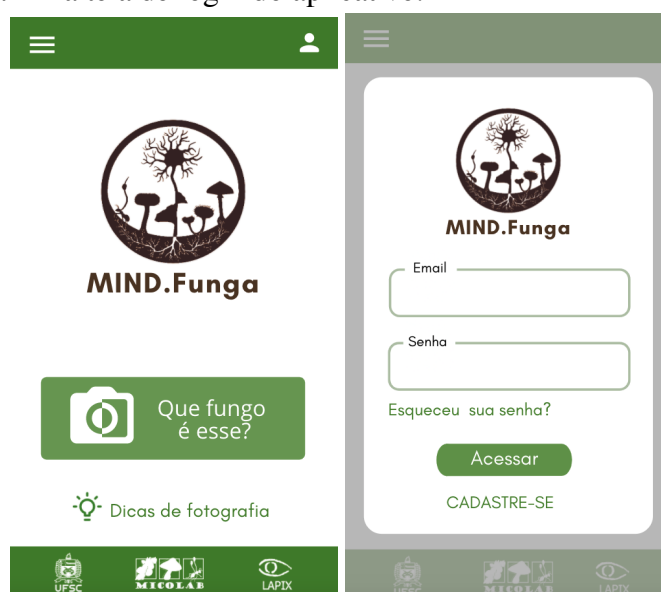 MIND.Funga
Que fungo
é esse?
Dicas de fotografia
UFSC
MICOLAB
LAPIX
MIND.Funga
Email
Senha
Esqueceu sua senha?
Acessar
CADASTRE-SE
UFSC
MICOLAB
LAPIX